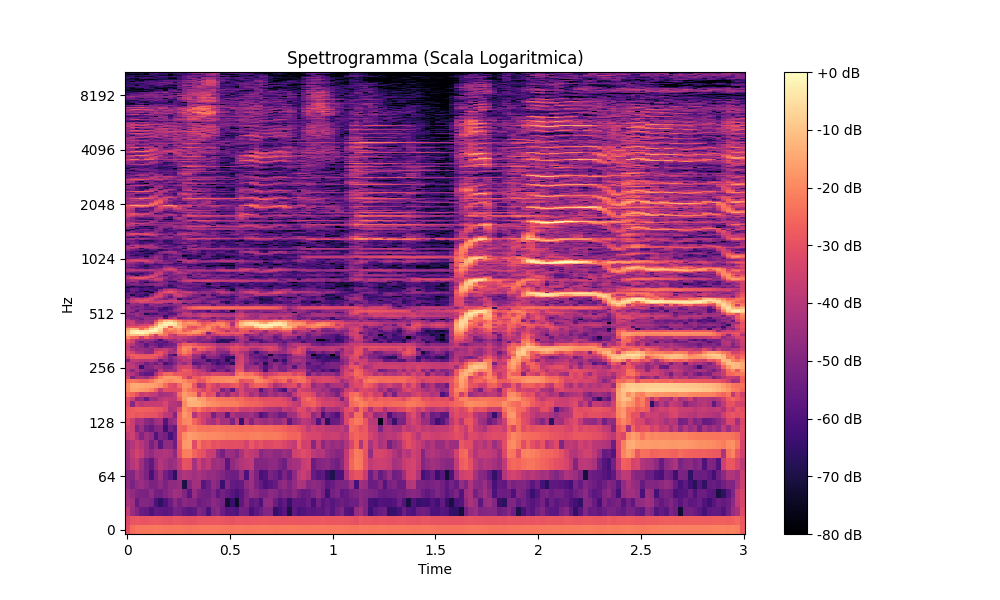 Spettrogramma (Scala Logaritmica)
Hz
8192
4096
2048
1024
512
256
128
64
0
0 0.5 1 1.5 2 2.5 3
Time
+0 dB
-10 dB
-20 dB
-30 dB
-40 dB
-50 dB
-60 dB
-70 dB
-80 dB